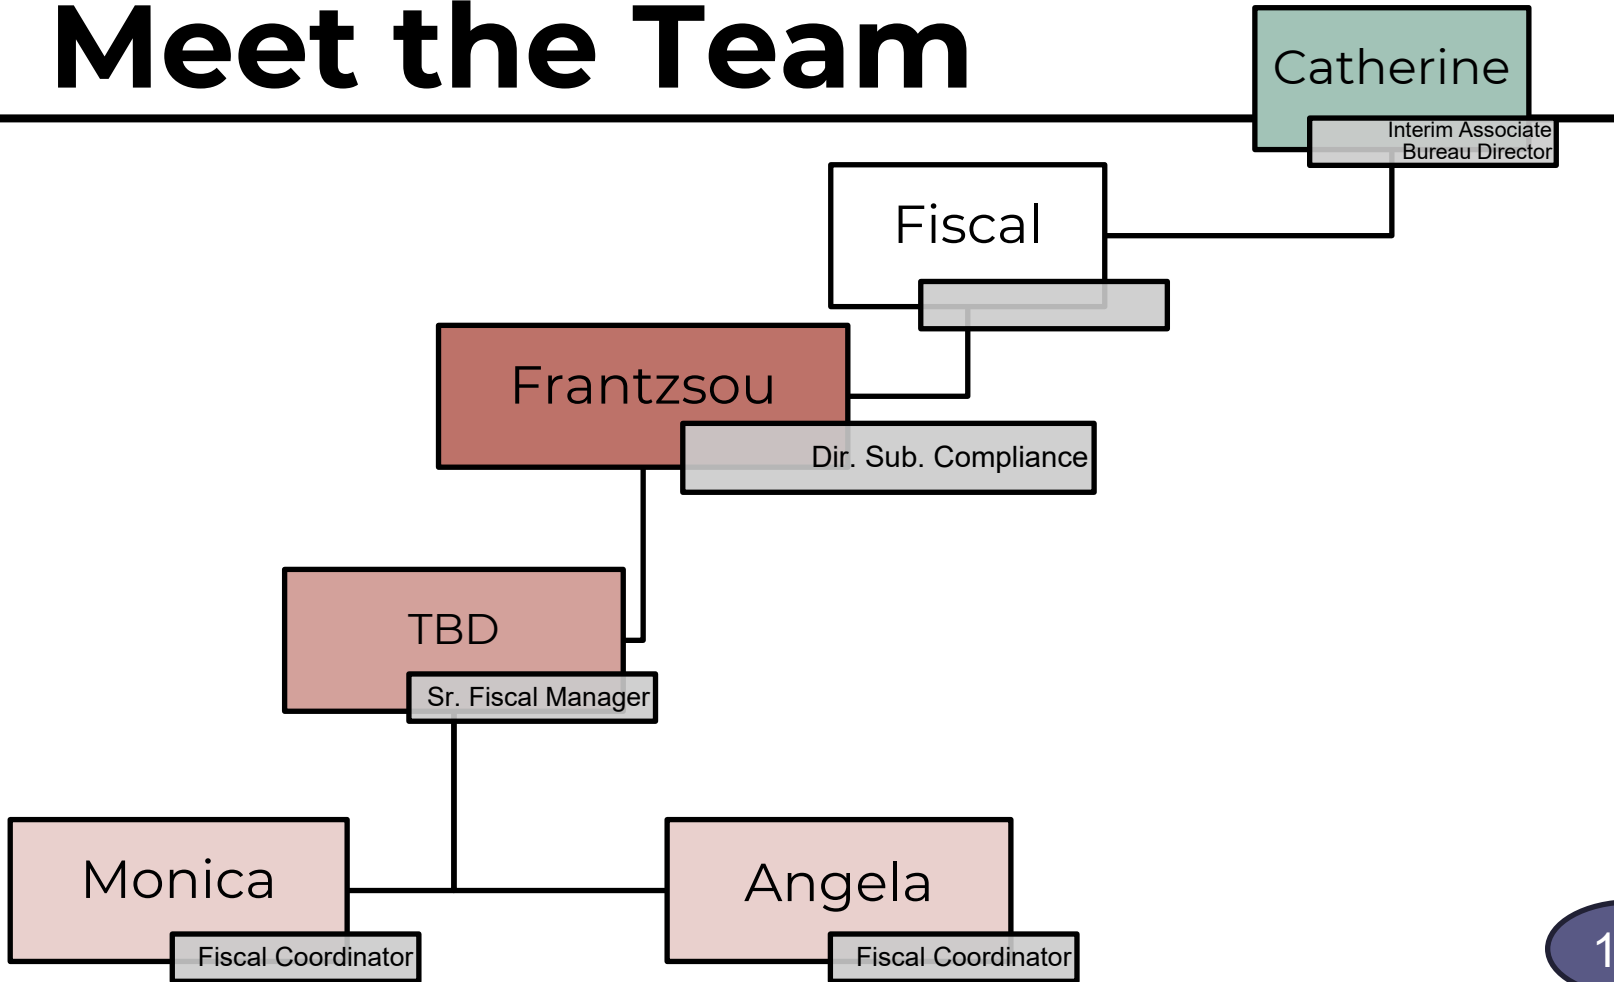 Meet the Team
Catherine
Interim Associate
Bureau Director
Fiscal
Frantzsou
Dir. Sub. Compliance
TBD
Sr. Fiscal Manager
Monica
Fiscal Coordinator
Angela
Fiscal Coordinator
1